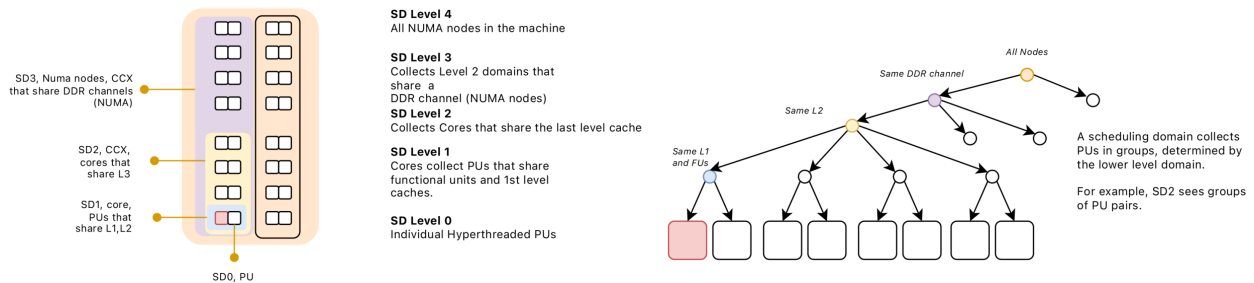 SD3, Numa nodes, CCX
that share DDR channels
(NUMA)
SD2, CCX,
cores that
share L3
SD1, core,
PUs that
share L1,L2
SD0, PU
SD Level 4
All NUMA nodes in the machine
SD Level 3
Collects Level 2 domains that
share a
DDR channel (NUMA nodes)
SD Level 2
Collects Cores that share the last level cache
SD Level 1
Cores collect PUs that share
functional units and 1st level
caches.
SD Level 0
Individual Hyperthreaded PUs
All Nodes
Same DDR channel
Same L2
Same L1
and FUs
A scheduling domain collects
PUs in groups, determined by
the lower level domain.
For example, SD2 sees groups
of PU pairs.